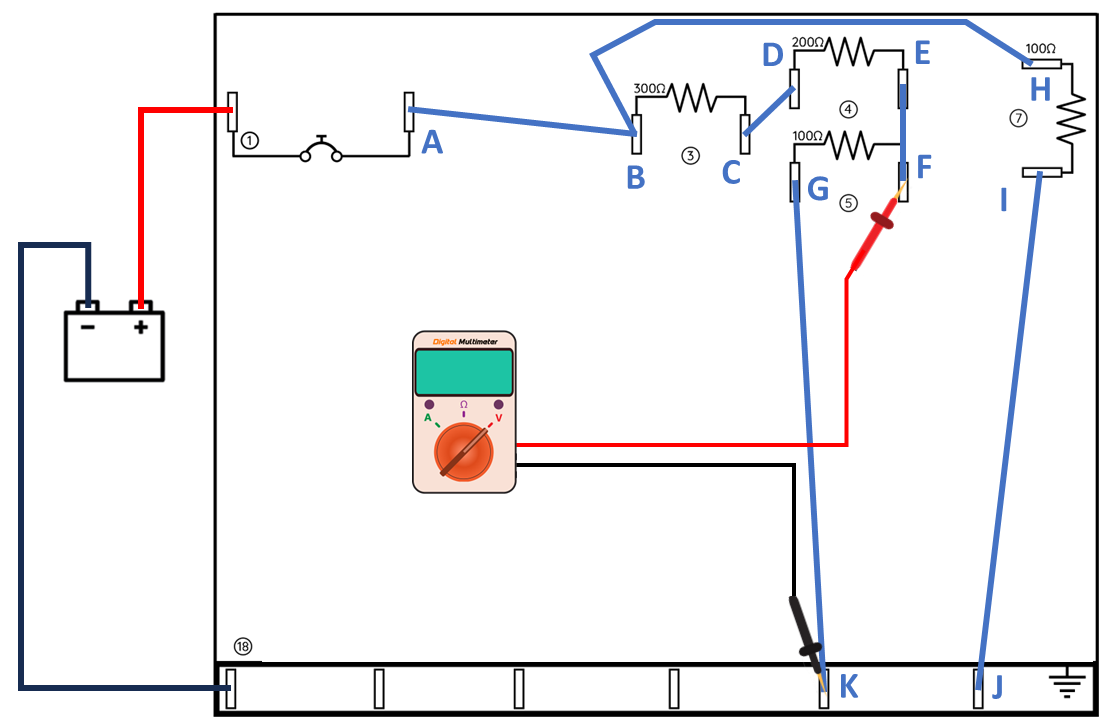 200Ω
D
E
100Ω
H
300Ω
④
⑦
①
A
100Ω
B
③
C
G
F
⑤
I
− +
Digital Multimeter
Ω
A
V
⑱
K
J